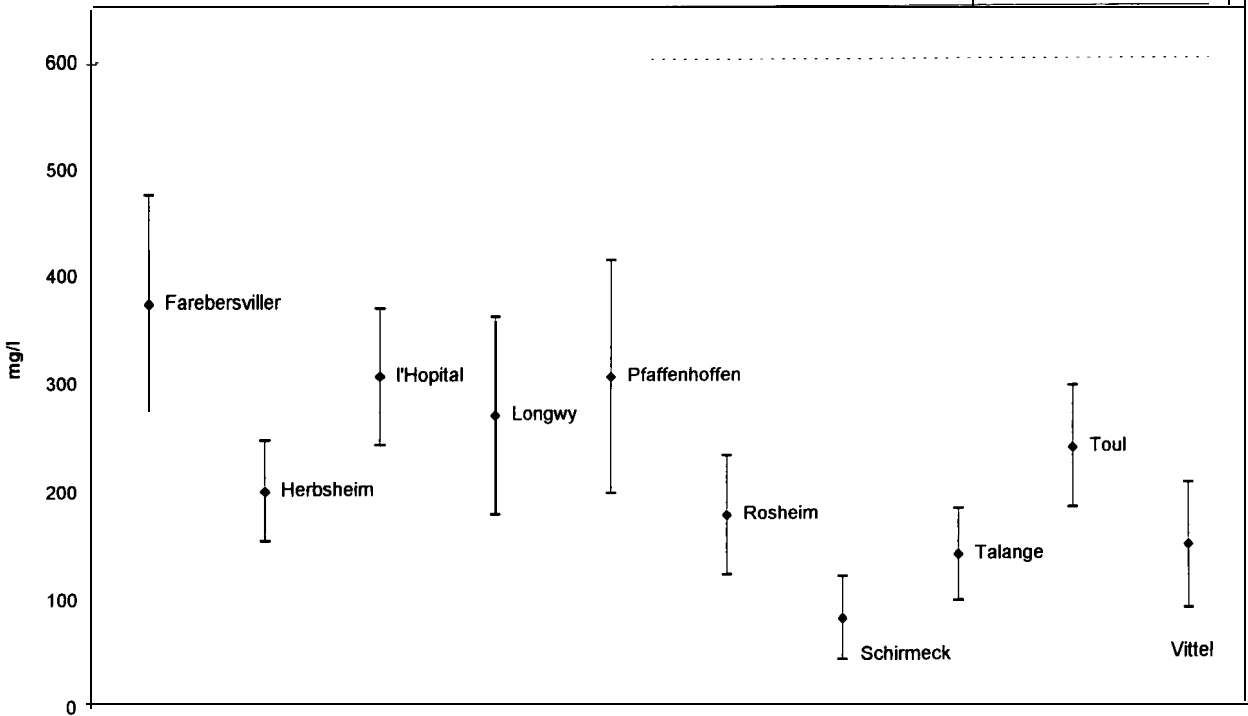 600
500
400
300
200
100
0
mg/l
Farebersviller
Herbsheim
l'Hopital
Longwy
Pfaffenhoffen
Rosheim
Schirmeck
Talange
Toul
Vittel